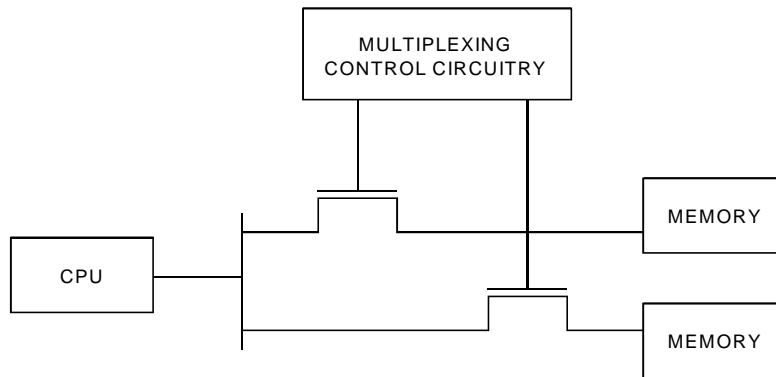 MULTIPLEXING
CONTROL CIRCUITRY
MEMORY
CPU
MEMORY